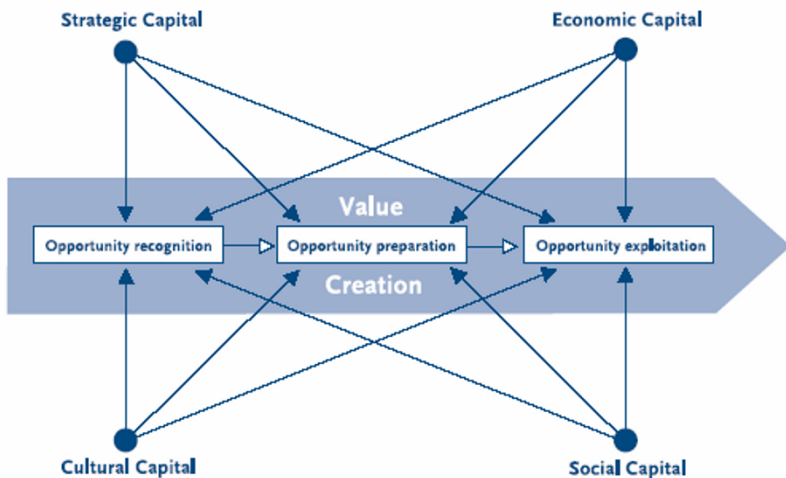 Strategic Capital
Economic Capital
Value
Opportunity recognition
Opportunity preparation
Opportunity exploitation
Creation
Cultural Capital
Social Capital